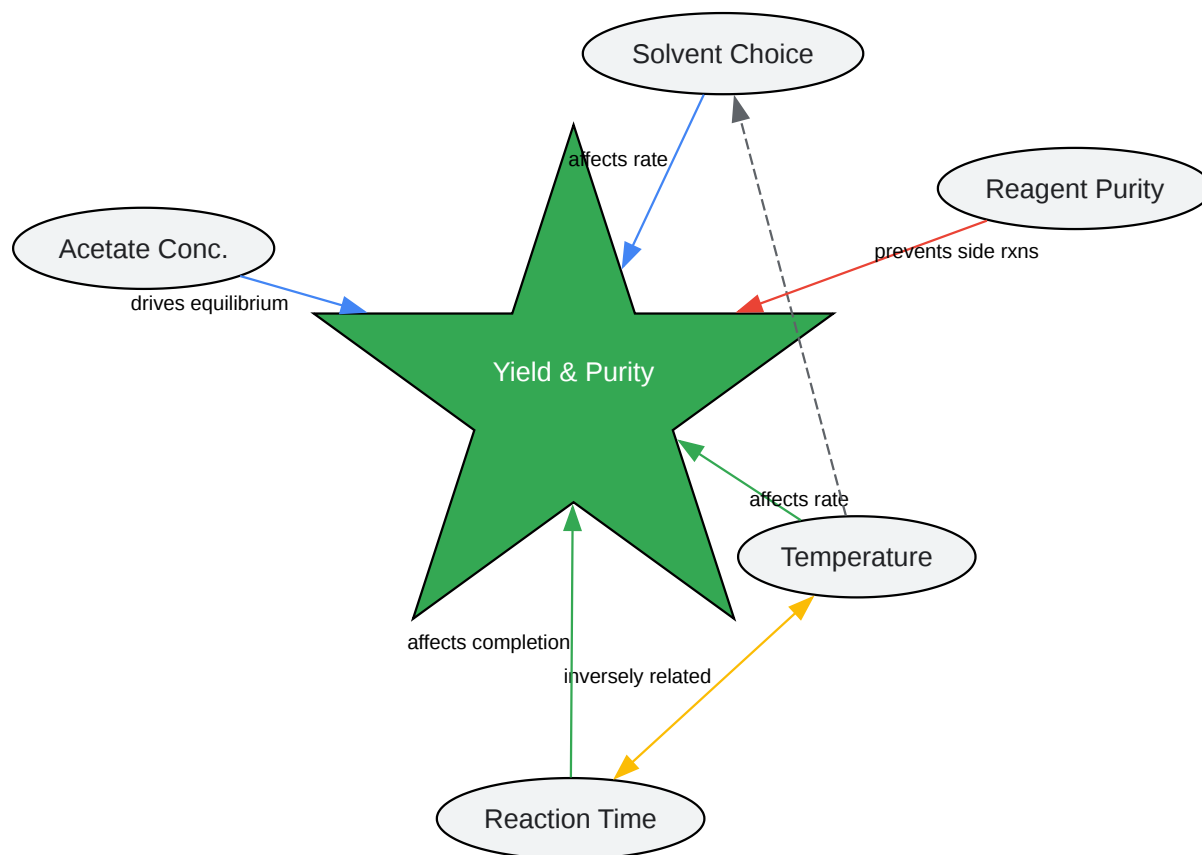 Solvent Choice
affects rate
Reagent Purity
Acetate Conc.
prevents side rxns
drives equilibrium
Yield & Purity
affects rate
Temperature
affects completion
inversely related
Reaction Time